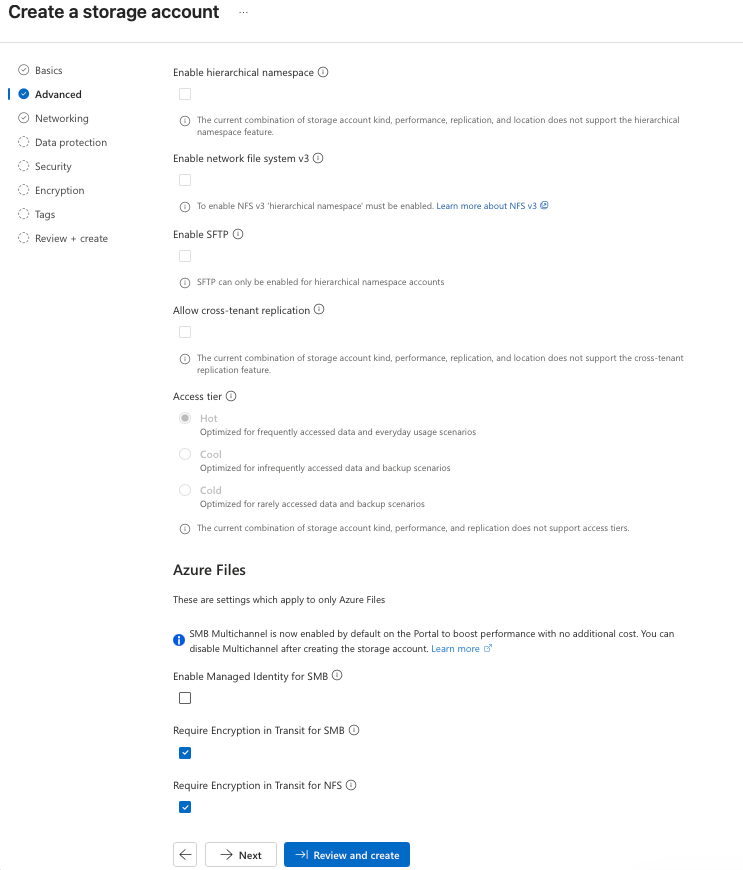 Create a storage account ...
Basics
Advanced
Networking
Data protection
Security
Encryption
Tags
Review + create
Enable hierarchical namespace
The current combination of storage account kind, performance, replication, and location does not support the hierarchical
namespace feature.
Enable network file system v3
To enable NFS v3 'hierarchical namespace' must be enabled. Learn more about NFS v3
Enable SFTP
SFTP can only be enabled for hierarchical namespace accounts
Allow cross-tenant replication
The current combination of storage account kind, performance, replication, and location does not support the cross-tenant
replication feature.
Access tier
Hot
Optimized for frequently accessed data and everyday usage scenarios
Cool
Optimized for infrequently accessed data and backup scenarios
Cold
Optimized for rarely accessed data and backup scenarios
The current combination of storage account kind, performance, and replication does not support access tiers.
Azure Files
These are settings which apply to only Azure Files
SMB Multichannel is now enabled by default on the Portal to boost performance with no additional cost. You can
disable Multichannel after creating the storage account. Learn more
Enable Managed Identity for SMB
Require Encryption in Transit for SMB
Require Encryption in Transit for NFS
Next
Review and create